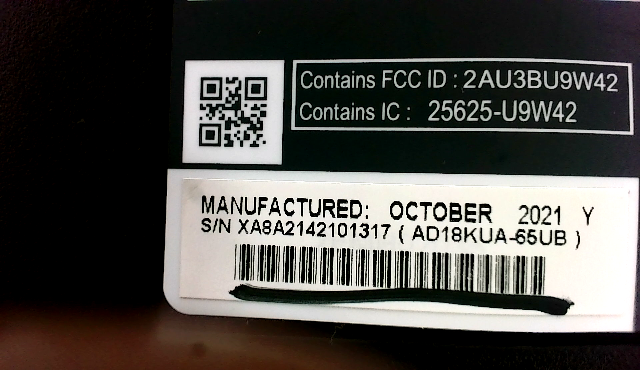 Contains FCC ID : 2AU3BU9W42
Contains IC : 25625-U9W42
MANUFACTURED: OCTOBER 2021 Y
S/N XA8A2142101317 ( AD18KUA-65UB )